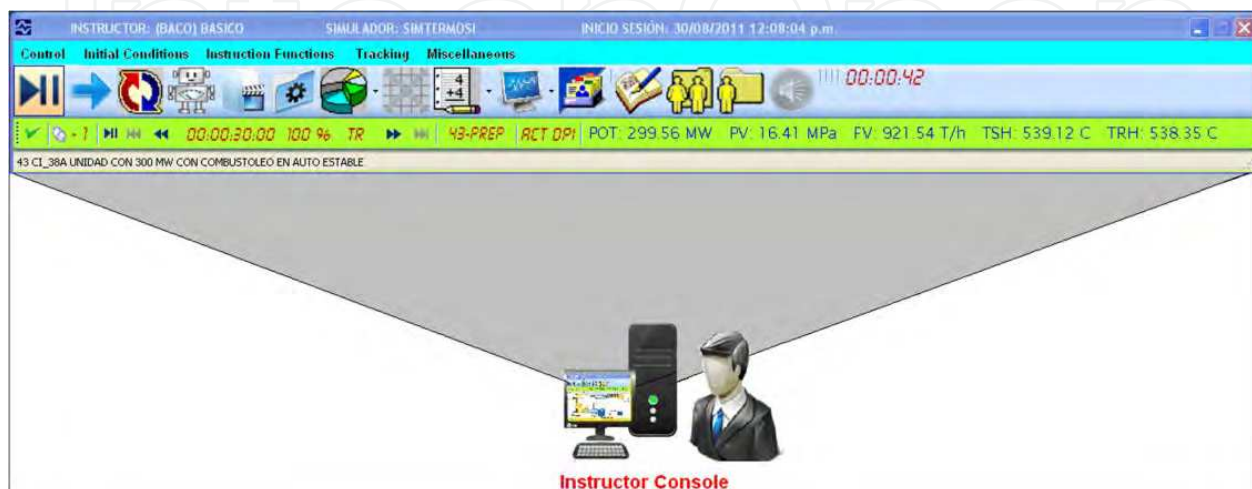 INSTRUCTOR: (BACO) BASICO SIMULADOR: SIMTERMOSI INICIO SESIÓN: 30/08/2011 12:08:04 p.m.
Control Initial Conditions Instruction Functions Tracking Miscellaneous
4
+4
00:00:42
- 1 00:00:30:00 100 % TR 43-PREP ACT DPI POT: 299.56 MW PV: 16.41 MPa FV: 921.54 T/h TSH: 539.12 C TRH: 538.35 C
43 CI_38A UNIDAD CON 300 MW CON COMBUSTOLEO EN AUTO ESTABLE
Instructor Console